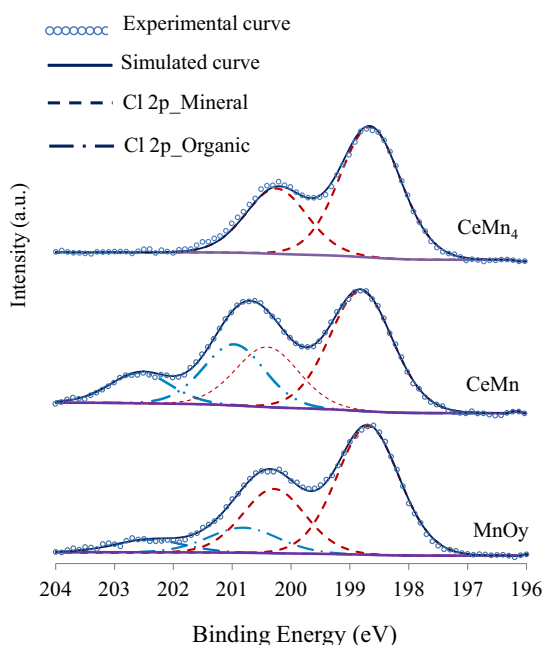 Experimental curve
Simulated curve
Cl 2p_Mineral
Cl 2p_Organic
Intensity (a.u.)
CeMn4
CeMn
MnOy
204 203 202 201 200 199 198 197 196
Binding Energy (eV)